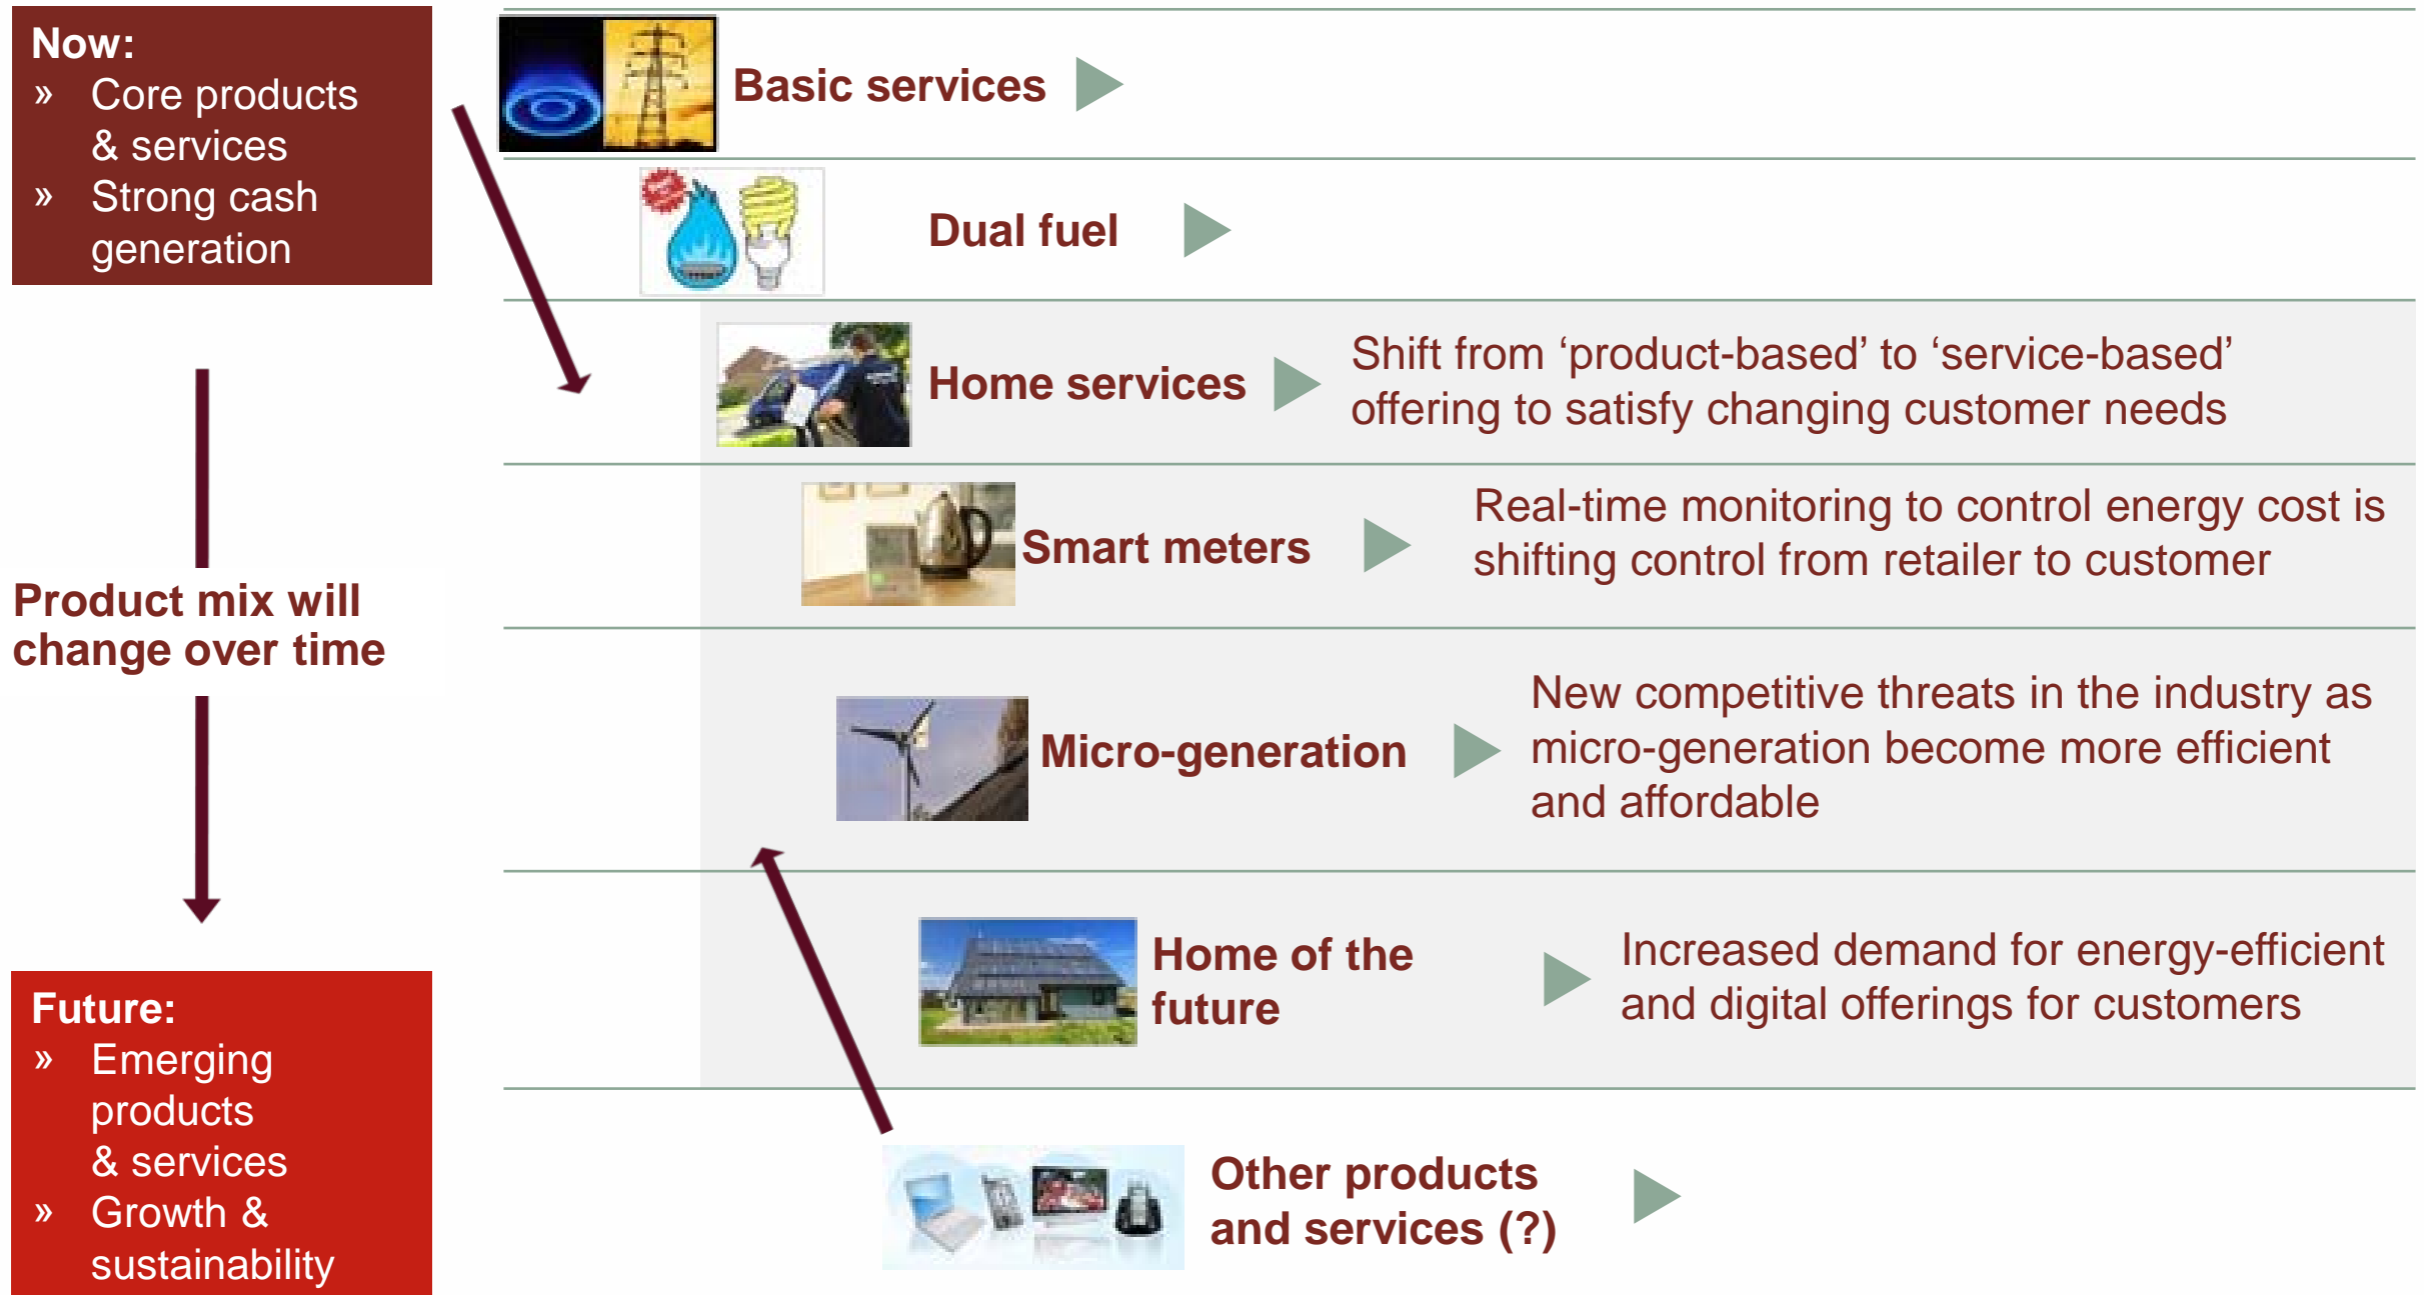 Now:
» Core products
& services
» Strong cash
generation
Product mix will
change over time
Future:
» Emerging
products
& services
» Growth &
sustainability
Basic services
Dual fuel
Home services
Shift from ‘product-based’ to ‘service-based’
offering to satisfy changing customer needs
Smart meters
Real-time monitoring to control energy cost is
shifting control from retailer to customer
Micro-generation
New competitive threats in the industry as
micro-generation become more efficient
and affordable
Home of the
future
Increased demand for energy-efficient
and digital offerings for customers
Other products
and services (?)